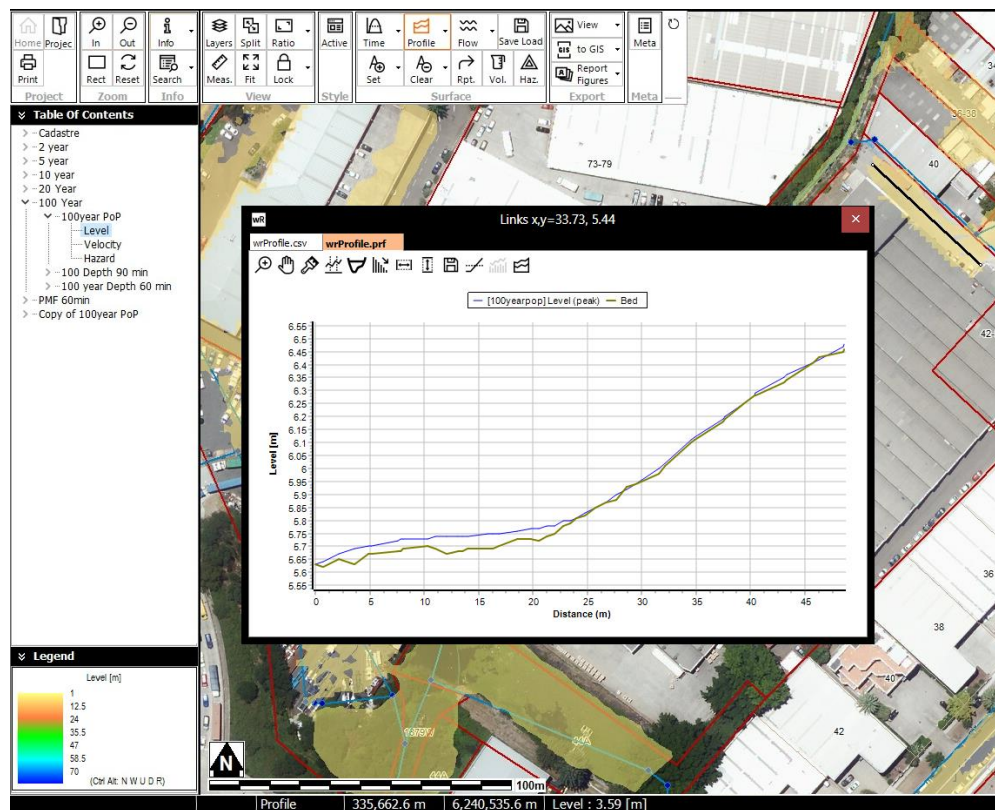 Home Projec In Out Info Layers Split Ratio Active Time Profile Flow Save Load View Meta
to GIS
GIS
Print Rect Reset Search Meas. Fit Lock Set Clear Rpt. Vol. Haz. Report Figures
Project Zoom Info View Style Surface Export Meta
Table Of Contents
Cadastre
2 year
5 year
10 year
20 Year
100 Year
100year PoP
Level
Velocity
Hazard
100 Depth 90 min
100 year Depth 60 min
PMF 60min
Copy of 100year PoP
36-38
40
73-79
42-
wR Links x,y=33.73, 5.44
wrProfile.csv wrProfile.prf
[100yearpop] Level (peak) Bed
6.55
6.5
6.45
6.4
6.35
6.3
6.25
6.2
6.15
6.1
6.05
6
5.95
5.9
5.85
5.8
5.75
5.7
5.65
5.6
5.55
Level [m]
0 5 10 15 20 25 30 35 40 45
Distance (m)
36
38
40
42
Legend
Level [m]
1
12.5
24
35.5
47
58.5
70
(Ctrl Alt: N W U D R)
N
100m
Profile 335,662.6 m 6,240,535.6 m Level : 3.59 [m]